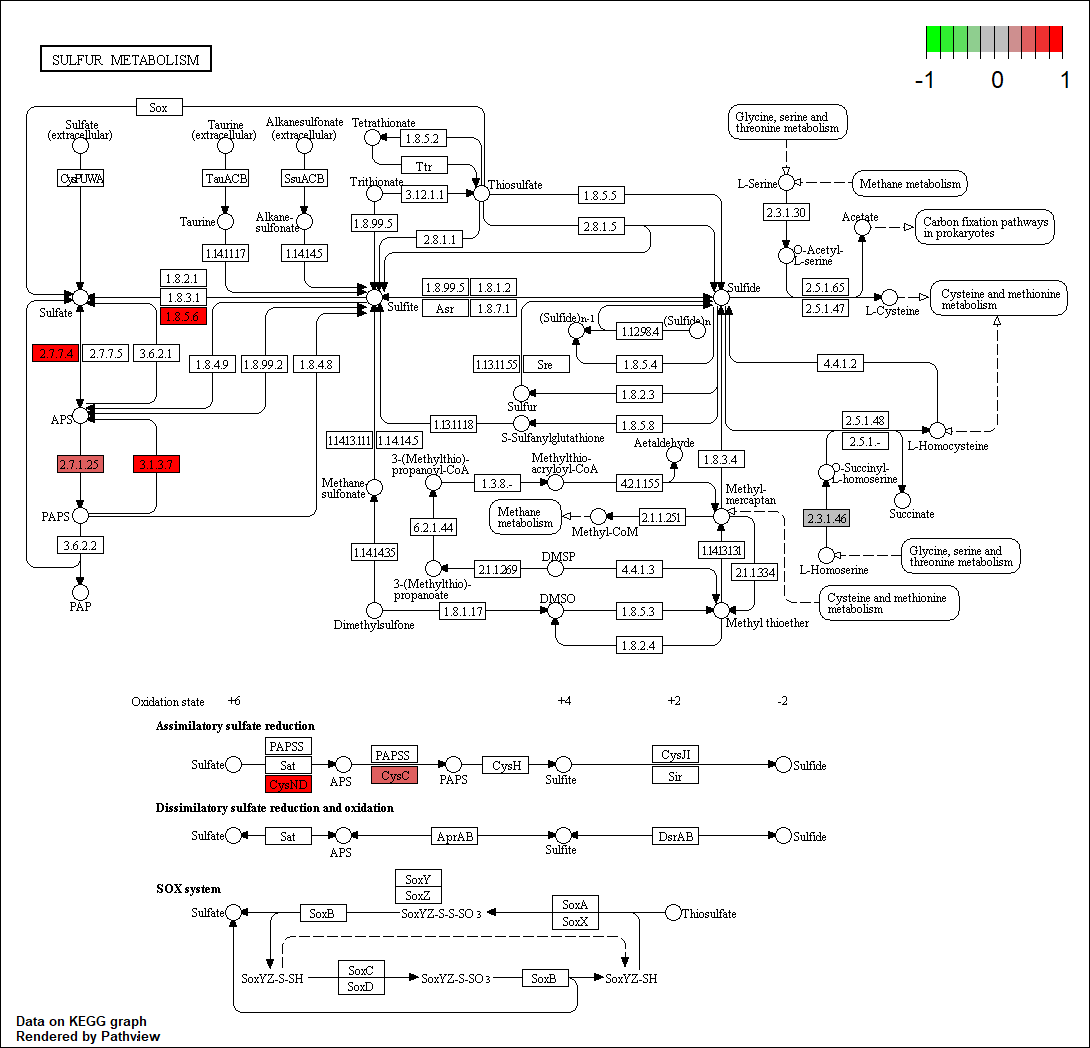 SULFUR METABOLISM
-1
0
1
Sox
Sulfate
(extracellular)
Taurine
(extracellular)
Alkanesulfonate
(extracellular)
Tetrathionate
1.8.5.2
Glycine, serine and
threonine metabolism
CysPUWA
TauACB
SsuACB
Ttr
Trithionate
3.12.1.1
Thiosulfate
1.8.5.5
L-Serine
Methane metabolism
Taurine
Alkane-
sulfonate
1.8.99.5
2.8.1.1
2.8.1.5
2.3.1.30
Acetate
Carbon fixation pathways
in prokaryotes
1.14.11.17
1.14.14.5
O-Acetyl-
L-serine
1.8.2.1
1.8.3.1
1.8.5.6
Sulfate
Sulfite
1.8.99.5
1.8.1.2
Asr
1.8.7.1
Sulfide
2.5.1.65
2.5.1.47
L-Cysteine
Cysteine and methionine
metabolism
(Sulfide)n-1
1.12.98.4
(Sulfide)n
2.7.7.4
2.7.7.5
3.6.2.1
1.8.4.9
1.8.99.2
1.8.4.8
1.13.11.55
Sre
1.8.5.4
4.4.1.2
1.8.2.3
Sulfur
APS
1.13.11.18
1.8.5.8
S-Sulfanylglutathione
2.5.1.48
2.5.1.-
L-Homocysteine
1.14.13.111
1.14.14.5
Aetaldehyde
2.7.1.25
3.1.3.7
3-(Methylthio)-
propanoyl-CoA
Methylthio-
acryloyl-CoA
1.8.3.4
O-Succinyl-
L-homoserine
Methane
sulfonate
1.3.8.-
4.2.1.155
Methyl-
mercaptan
Succinate
PAPS
Methane
metabolism
Methyl-CoM
2.1.1.251
2.3.1.46
6.2.1.44
3.6.2.2
1.14.14.35
1.14.13.131
L-Homoserine
Glycine, serine and
threonine metabolism
DMSP
2.1.1.269
4.4.1.3
2.1.1.334
3-(Methylthio)-
propanoate
PAP
DMSO
Cysteine and methionine
metabolism
Dimethylsulfone
1.8.1.17
1.8.5.3
Methyl thioether
1.8.2.4
Oxidation state
+6
+4
+2
-2
Assimilatory sulfate reduction
PAPSS
Sat
CysND
PAPSS
CysC
CysH
CysJI
Sir
Sulfate
APS
PAPS
Sulfite
Sulfide
Dissimilatory sulfate reduction and oxidation
Sulfate
Sat
APS
AprAB
Sulfite
DsrAB
Sulfide
SOX system
SoxY
SoxZ
Sulfate
SoxB
SoxYZ-S-S-SO 3
SoxA
SoxX
Thiosulfate
SoxYZ-S-SH
SoxC
SoxD
SoxYZ-S-SO 3
SoxB
SoxYZ-SH
Data on KEGG graph
Rendered by Pathview